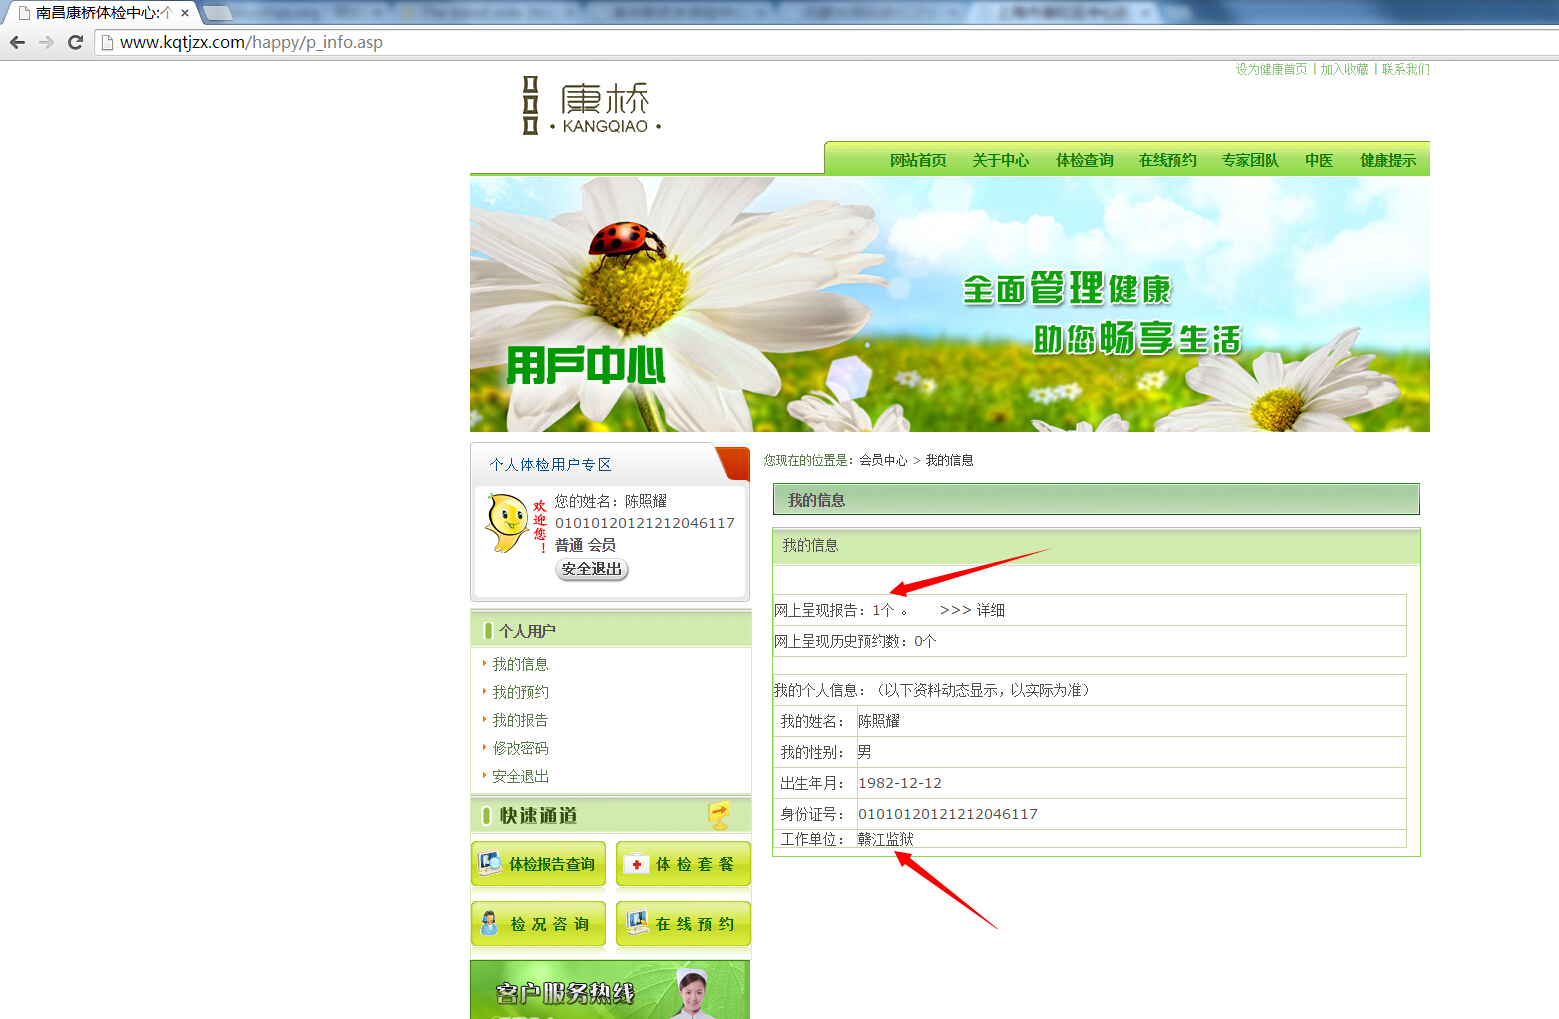 南昌康桥体检中心:个
www.kqtjzx.com/happy/p_info.asp
设为健康首页 | 加入收藏 | 联系我们
康桥
· KANGQIAO ·
网站首页 关于中心 体检查询 在线预约 专家团队 中医 健康提示
全面管理健康
助您畅享生活
用戶中心
个人体检用户专区
欢迎您！
您的姓名：陈照耀
01010120121212046117
普通 会员
安全退出
个人用户
我的信息
我的预约
我的报告
修改密码
安全退出
快速通道
体检报告查询 体检套餐
检况咨询 在线预约
客户服务热线
您现在的位置是：会员中心 > 我的信息
我的信息
我的信息
网上呈现报告：1个 。 >>> 详细
网上呈现历史预约数：0个
我的个人信息：（以下资料动态显示，以实际为准）
我的姓名： 陈照耀
我的性别： 男
出生年月： 1982-12-12
身份证号： 01010120121212046117
工作单位： 赣江监狱